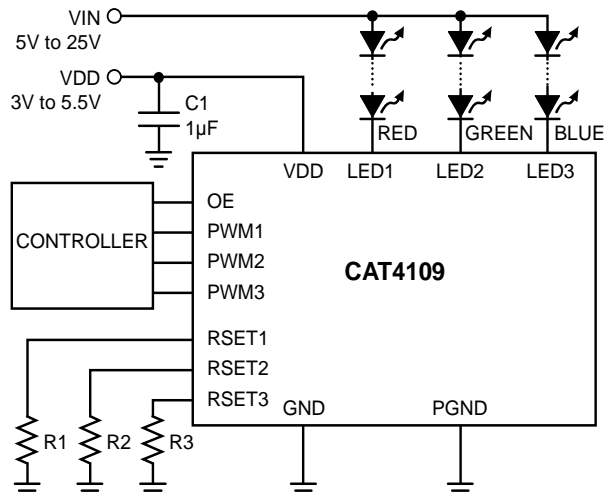 VIN
5V to 25V
VDD
3V to 5.5V
C1
1µF
RED
GREEN
BLUE
VDD
LED1
LED2
LED3
CONTROLLER
OE
PWM1
PWM2
PWM3
CAT4109
RSET1
RSET2
RSET3
GND
PGND
R1
R2
R3